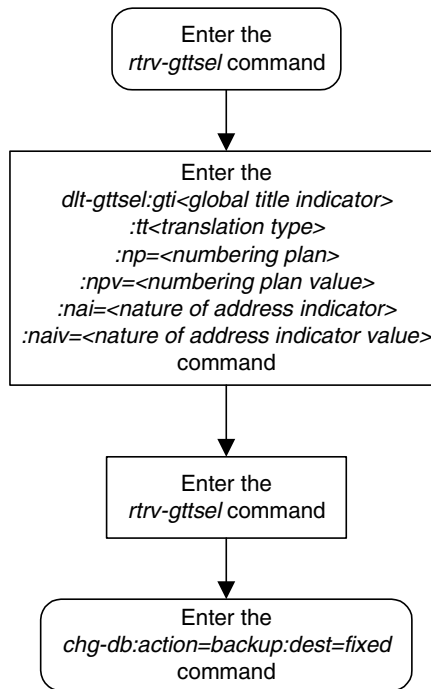 Enter the
rtrv-gttsel command
Enter the
dlt-gttsel:gti<global title indicator>
:tt<translation type>
:np=<numbering plan>
:npv=<numbering plan value>
:nai=<nature of address indicator>
:naiv=<nature of address indicator value>
command
Enter the
rtrv-gttsel command
Enter the
chg-db:action=backup:dest=fixed
command